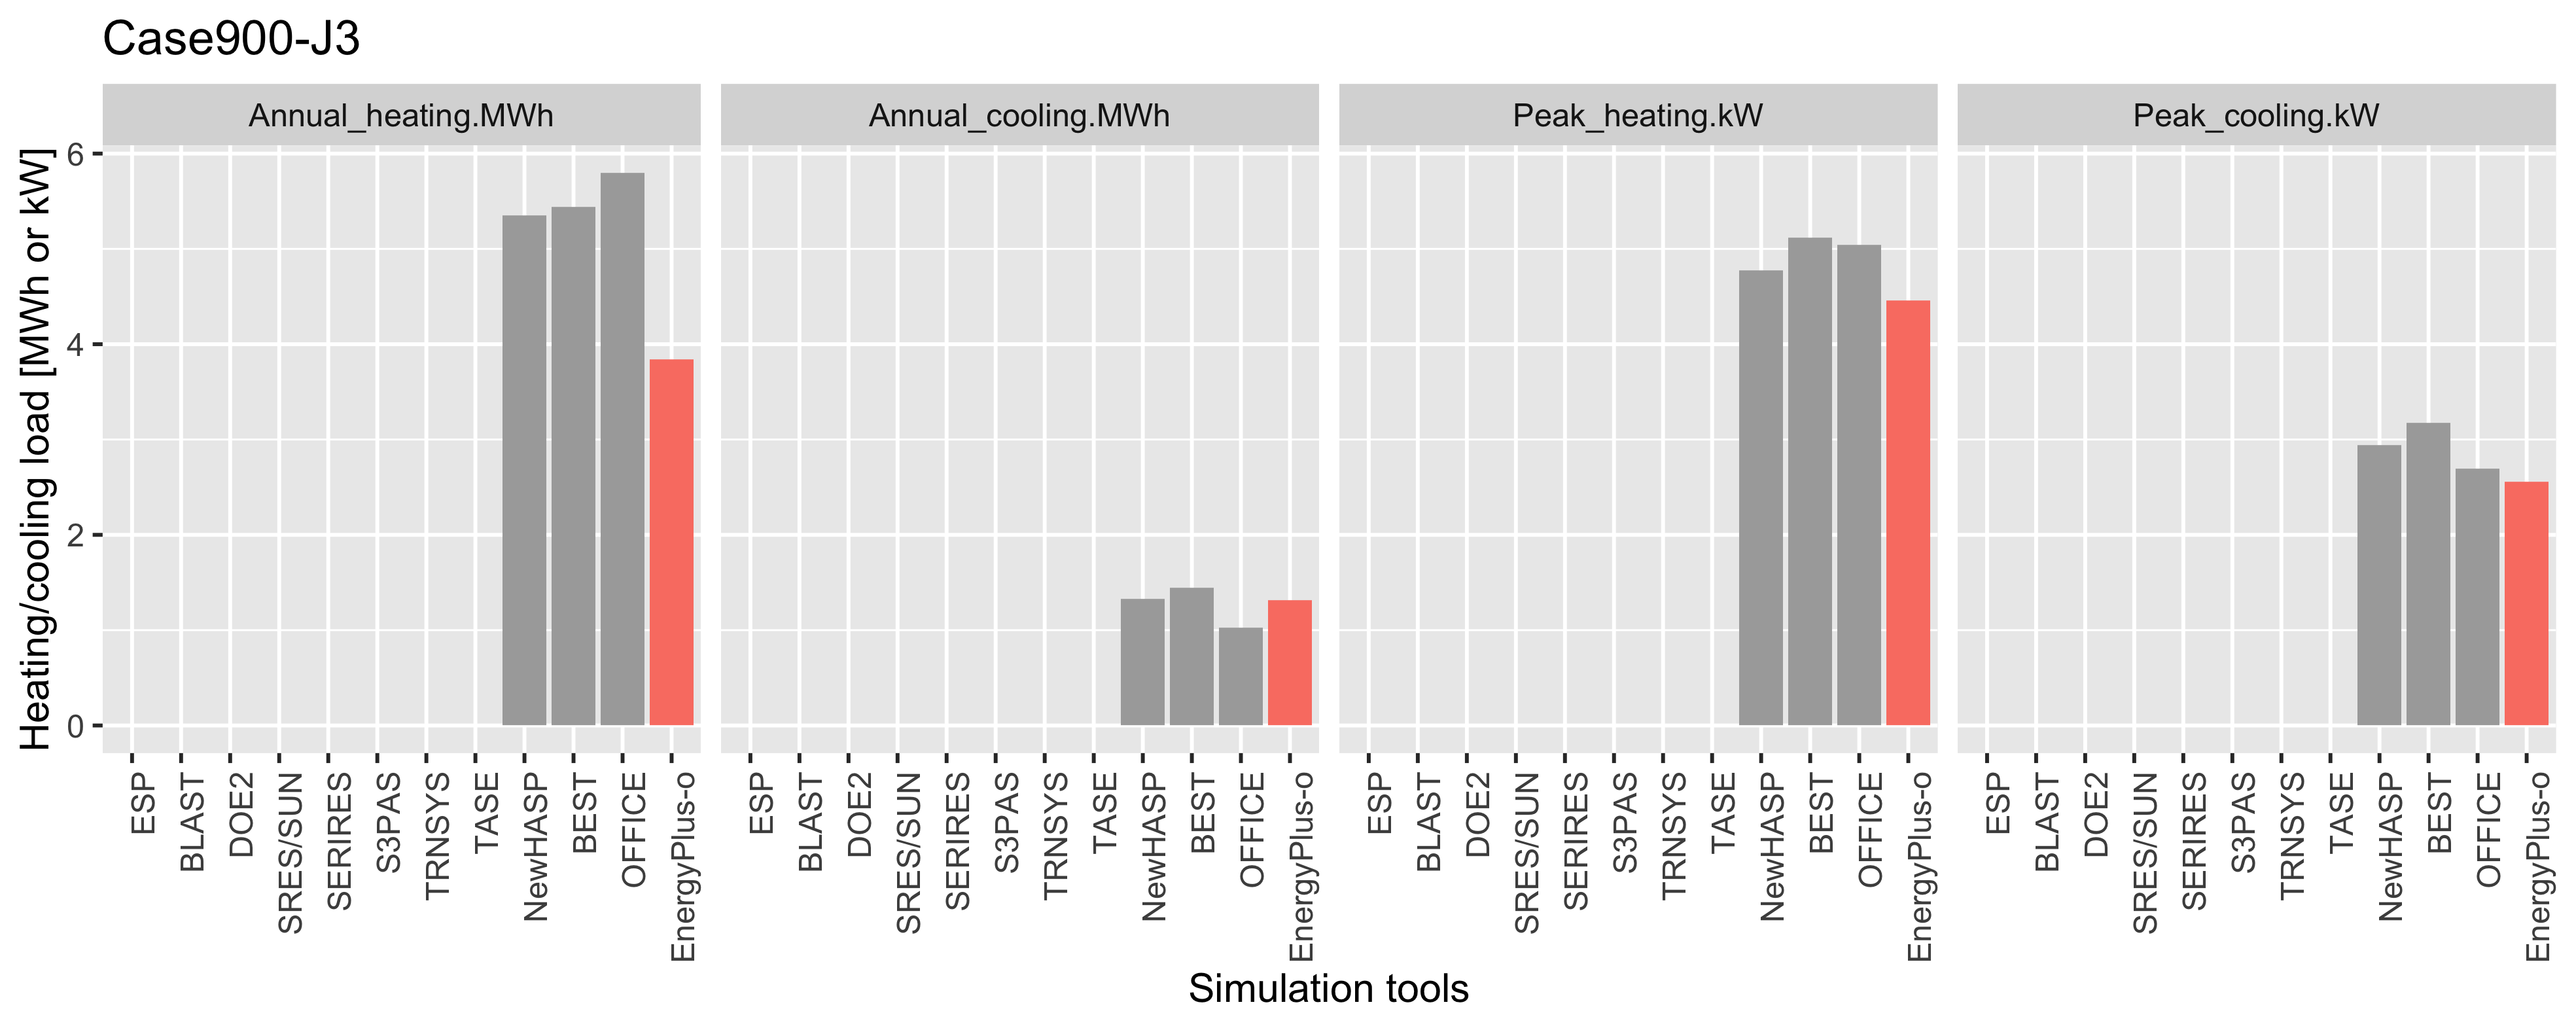 Case900-J3
Annual_heating.MWh
Annual_cooling.MWh
Peak_heating.kW
Peak_cooling.kW
Heating/cooling load [MWh or kW]
6
4
2
0
ESP
BLAST
DOE2
SRES/SUN
SERIRES
S3PAS
TRNSYS
TASE
NewHASP
BEST
OFFICE
EnergyPlus-o
ESP
BLAST
DOE2
SRES/SUN
SERIRES
S3PAS
TRNSYS
TASE
NewHASP
BEST
OFFICE
EnergyPlus-o
ESP
BLAST
DOE2
SRES/SUN
SERIRES
S3PAS
TRNSYS
TASE
NewHASP
BEST
OFFICE
EnergyPlus-o
ESP
BLAST
DOE2
SRES/SUN
SERIRES
S3PAS
TRNSYS
TASE
NewHASP
BEST
OFFICE
EnergyPlus-o
Simulation tools